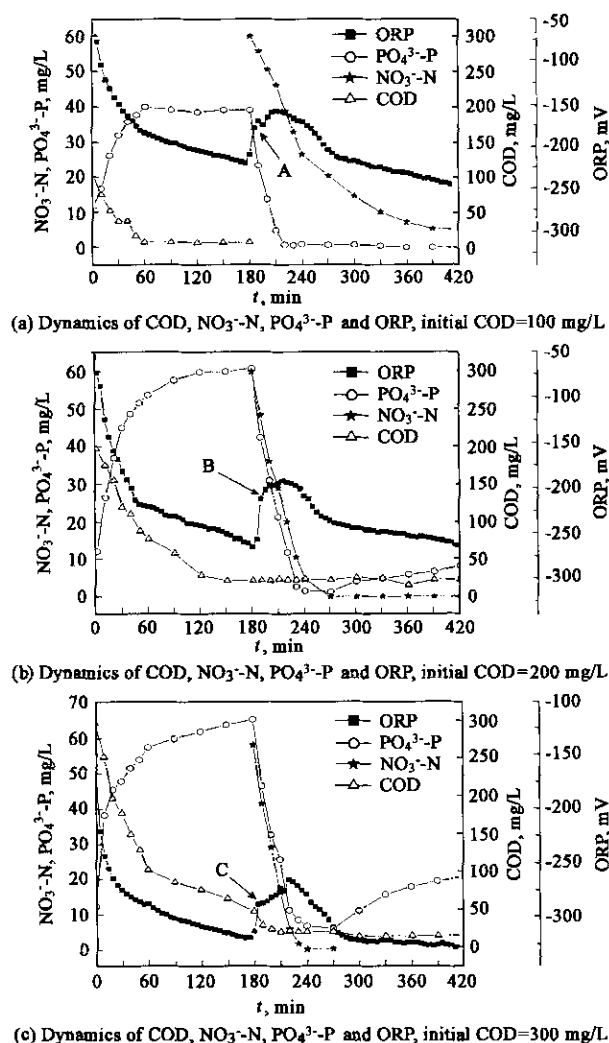 NO₃⁻-N, PO₄³⁻-P, mg/L
60
50
40
30
20
10
0
ORP
PO₄³⁻-P
NO₃⁻-N
COD
A
300
250
200
150
100
50
0
COD, mg/L
-50
-100
-150
-200
-250
-300
ORP, mV
0 60 120 180 240 300 360 420
t, min
(a) Dynamics of COD, NO₃⁻-N, PO₄³⁻-P and ORP, initial COD=100 mg/L
NO₃⁻-N, PO₄³⁻-P, mg/L
60
50
40
30
20
10
0
ORP
PO₄³⁻-P
NO₃⁻-N
COD
B
300
250
200
150
100
50
0
COD, mg/L
-50
-100
-150
-200
-250
-300
ORP, mV
0 60 120 180 240 300 360 420
t, min
(b) Dynamics of COD, NO₃⁻-N, PO₄³⁻-P and ORP, initial COD=200 mg/L
NO₃⁻-N, PO₄³⁻-P, mg/L
70
60
50
40
30
20
10
0
ORP
PO₄³⁻-P
NO₃⁻-N
COD
C
300
250
200
150
100
50
0
COD, mg/L
-100
-150
-200
-250
-300
ORP, mV
0 60 120 180 240 300 360 420
t, min
(c) Dynamics of COD, NO₃⁻-N, PO₄³⁻-P and ORP, initial COD=300 mg/L